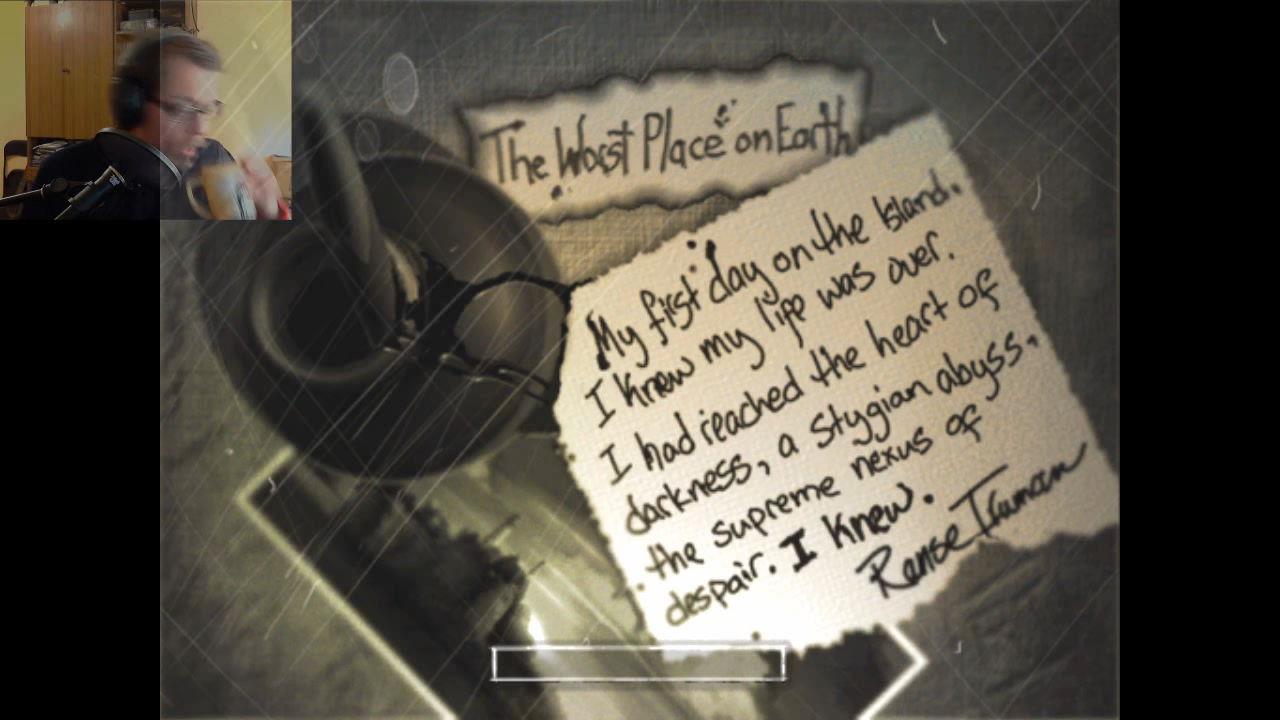 The Worst Place on Earth
My first day on the Island.
I knew my life was over.
I had reached the heart of
darkness, a stygian abyss,
the supreme nexus of
despair. I knew.
Ranse Truman